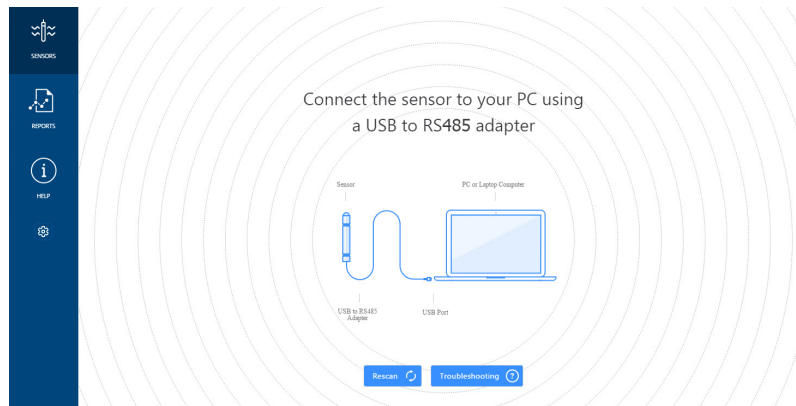 SENSORS
REPORTS
HELP
Connect the sensor to your PC using
a USB to RS485 adapter
Sensor
PC or Laptop Computer
USB to RS485
Adapter
USB Port
Rescan
Troubleshooting ?